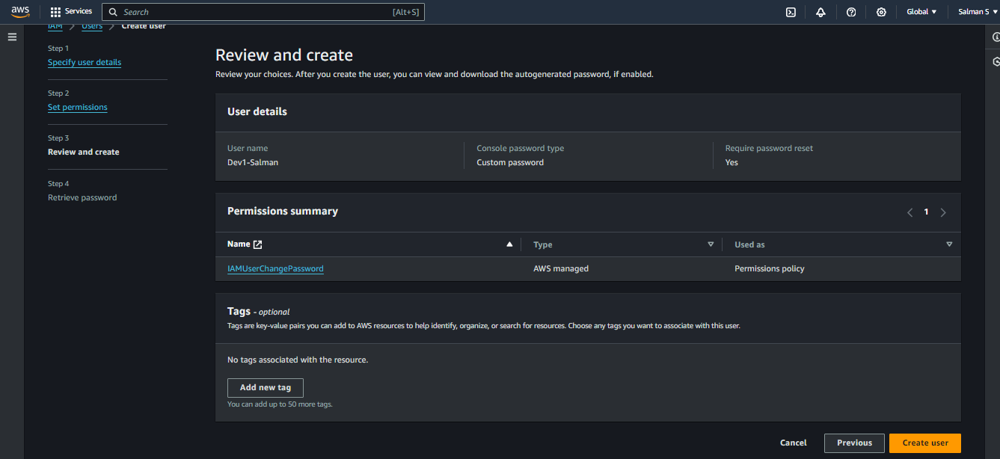 aws
Services
Search
[Alt+S]
Global
Salman S
IAM
Users
Create user
Step 1
Specify user details
Step 2
Set permissions
Step 3
Review and create
Step 4
Retrieve password
Review and create
Review your choices. After you create the user, you can view and download the autogenerated password, if enabled.
User details
User name
Dev1-Salman
Console password type
Custom password
Require password reset
Yes
Permissions summary
1
Name
Type
Used as
IAMUserChangePassword
AWS managed
Permissions policy
Tags - optional
Tags are key-value pairs you can add to AWS resources to help identify, organize, or search for resources. Choose any tags you want to associate with this user.
No tags associated with the resource.
Add new tag
You can add up to 50 more tags.
Cancel
Previous
Create user